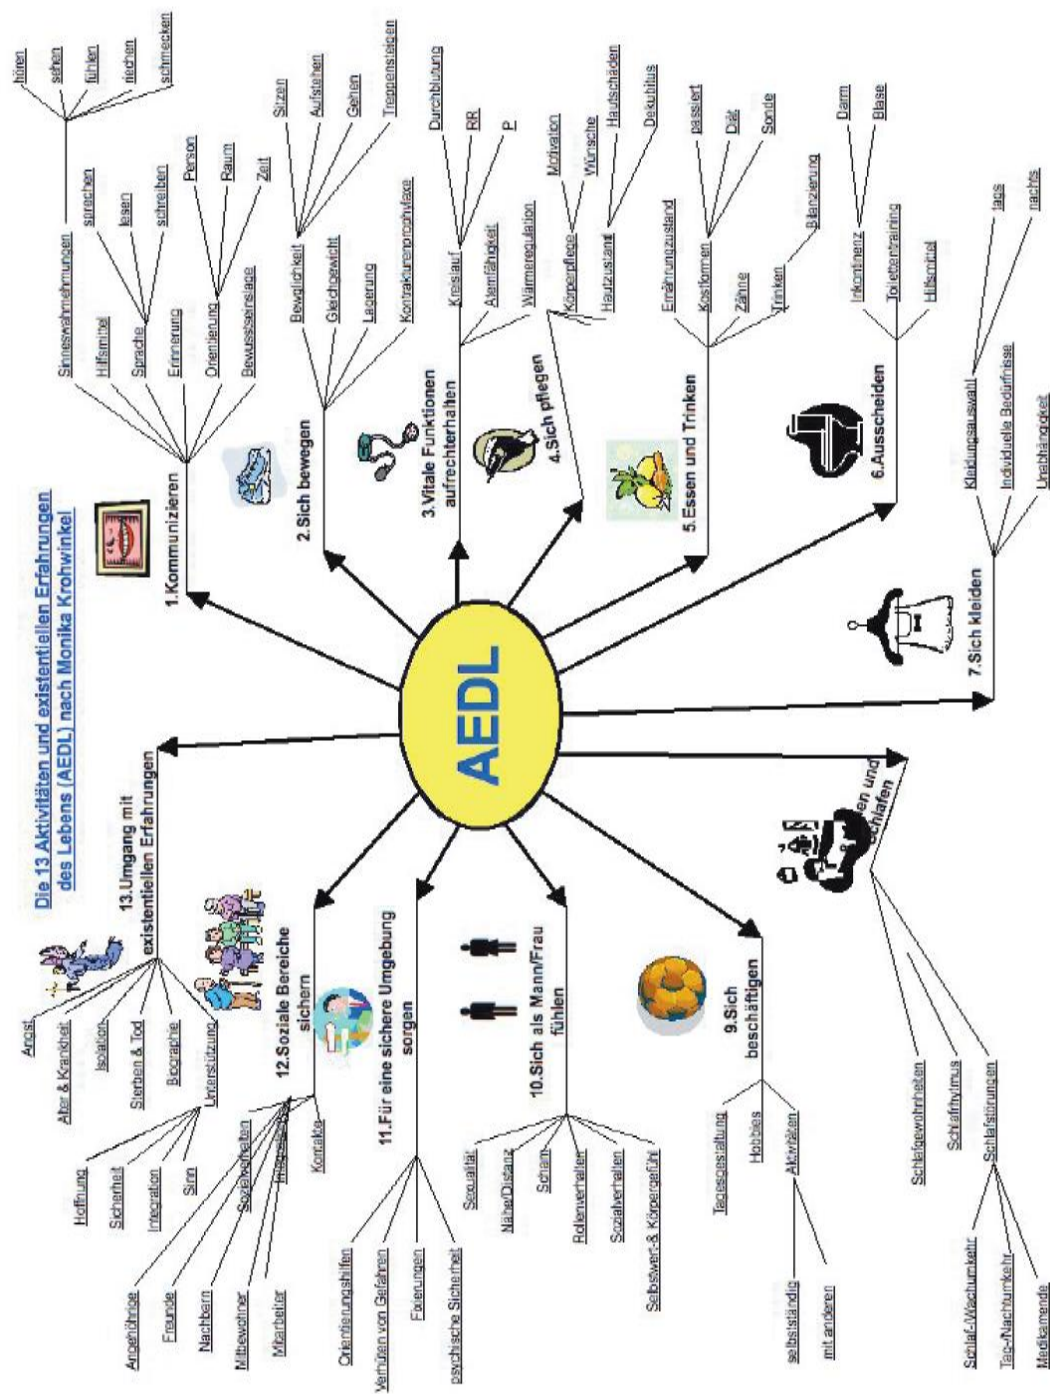 Die 13 Aktivitäten und existentiellen Erfahrungen
des Lebens (AEDL) nach Monika Krohwinkel
AEDL
1.Kommunizieren
Sinneswahrnehmungen
hören
sehen
fühlen
riechen
schmecken
Hilfsmittel
Sprache
sprechen
lesen
schreiben
Erinnerung
Orientierung
Person
Raum
Zeit
Bewusstseinslage
2.Sich bewegen
Beweglichkeit
Sitzen
Aufstehen
Gehen
Treppensteigen
Gleichgewicht
Lagerung
Kontrakturenprophylaxe
3.Vitale Funktionen
aufrechterhalten
Kreislauf
Durchblutung
RR
P
Atemfähigkeit
Wärmeregulation
4.Sich pflegen
Körperpflege
Motivation
Wünsche
Hautzustand
Hautschäden
Dekubitus
5.Essen und Trinken
Ernährungzustand
Kostformen
passiert
Diät
Sonde
Zähne
Trinken
Bilanzierung
6.Ausscheiden
Inkontinenz
Darm
Blase
Toilettentraining
Hilfsmittel
7.Sich kleiden
Kleidungsauswahl
tags
nachts
Individuelle Bedürfnisse
Unabhängigkeit
und
Schlafgewohnheiten
Schlafrhytmus
Schlafstörungen
Schlaf-/Wachumkehr
Tag-/Nachtumkehr
Medikamende
9.Sich
beschäftigen
Tagesgestaltung
Hobbies
Aktivitäten
selbstständig
mit anderen
10.Sich als Mann/Frau
fühlen
Sexualität
Nähe/Distanz
Scham
Rollenverhalten
Sozialverhalten
Selbstwert-& Körpergefühl
11.Für eine sichere Umgebung
sorgen
Orientierungshilfen
Verhüten von Gefahren
Fixierungen
psychische Sicherheit
12.Soziale Bereiche
sichern
Sozialverhalten
Angehöhrige
Freunde
Nachbarn
Mitbewohner
Mitarbeiter
Kontakte
13.Umgang mit
existentiellen Erfahrungen
Angst
Alter & Krankheit
Isolation
Sterben & Tod
Biographie
Unterstützung
Hoffnung
Sicherheit
Integration
Sinn